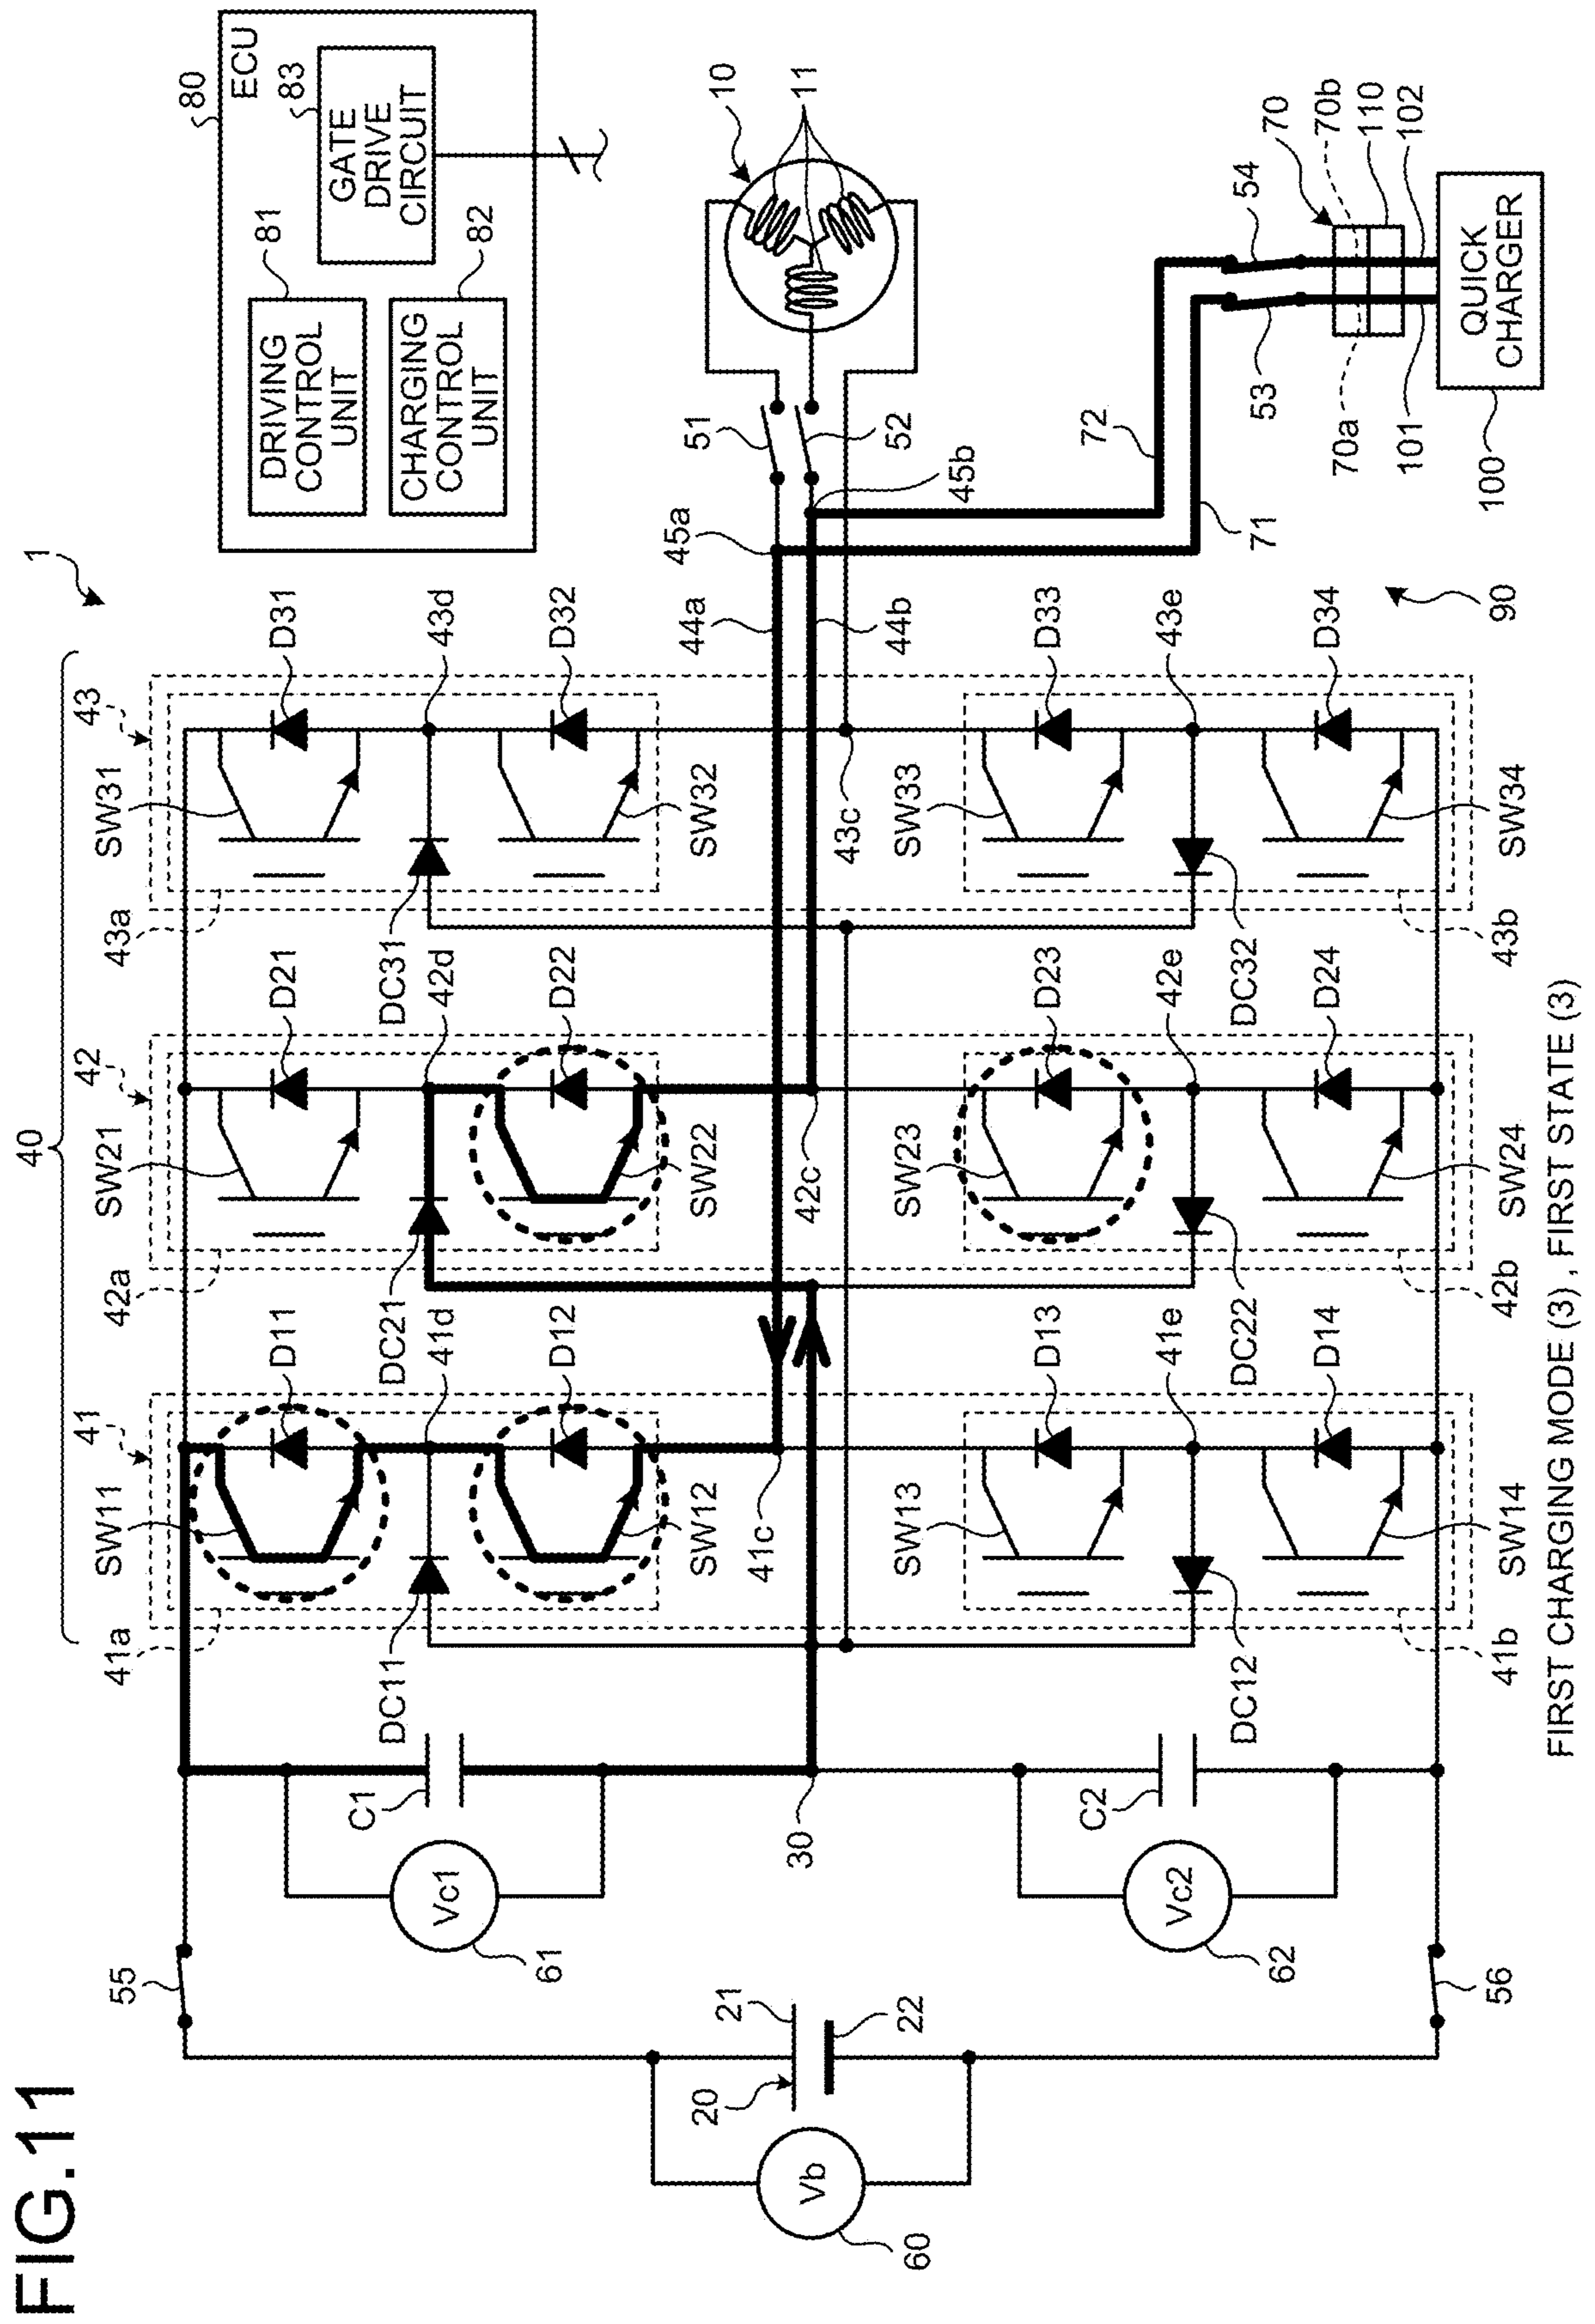 FIG.11
1
40
80
ECU
83
GATE
DRIVE
CIRCUIT
81
DRIVING
CONTROL
UNIT
82
CHARGING
CONTROL
UNIT
10
11
51
52
45a
45b
44a
44b
72
71
70
54
70b
110
102
53
70a
101
100
QUICK
CHARGER
90
43
D31
43d
D32
D33
43e
D34
SW31
SW32
43c
SW33
SW34
43a
DC31
DC32
43b
42
D21
42d
D22
D23
42e
D24
SW21
SW22
42c
SW23
SW24
42a
DC21
DC22
42b
41
D11
41d
D12
D13
41e
D14
SW11
SW12
41c
SW13
SW14
41a
DC11
DC12
41b
C1
30
C2
Vc1
61
Vc2
62
55
56
21
22
20
Vb
60
FIRST CHARGING MODE (3) , FIRST STATE (3)